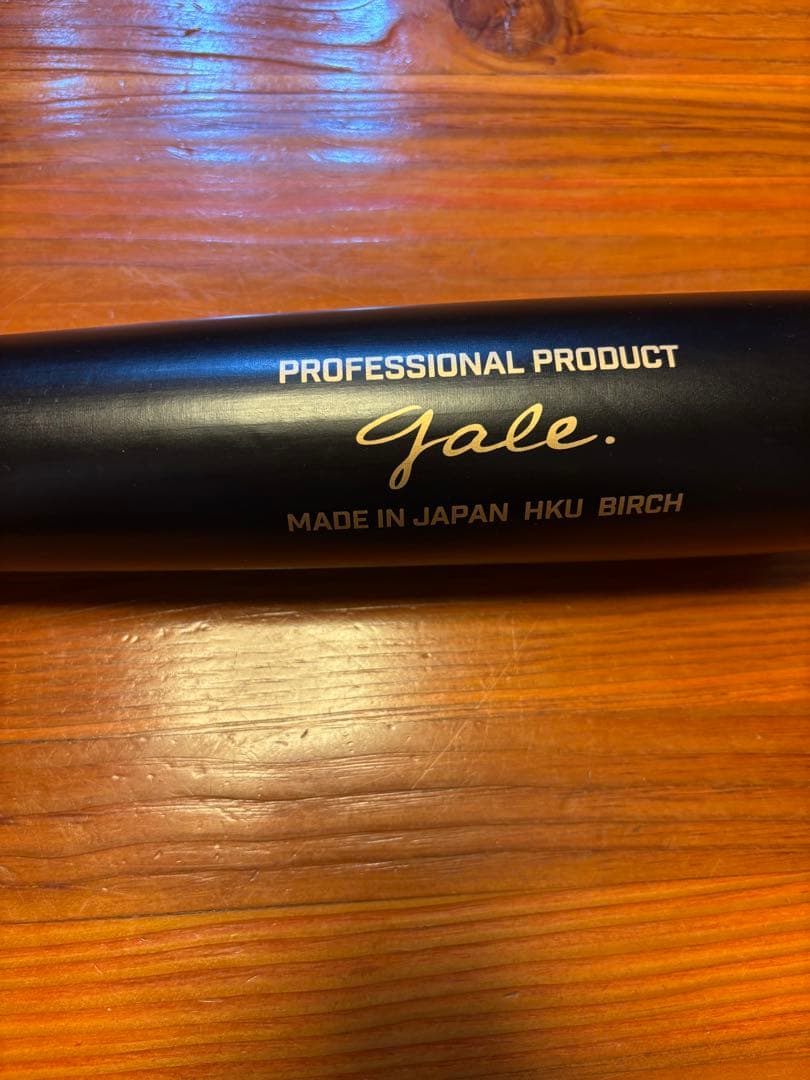 PROFESSIONAL PRODUCT
gale.
MADE IN JAPAN HKU BIRCH